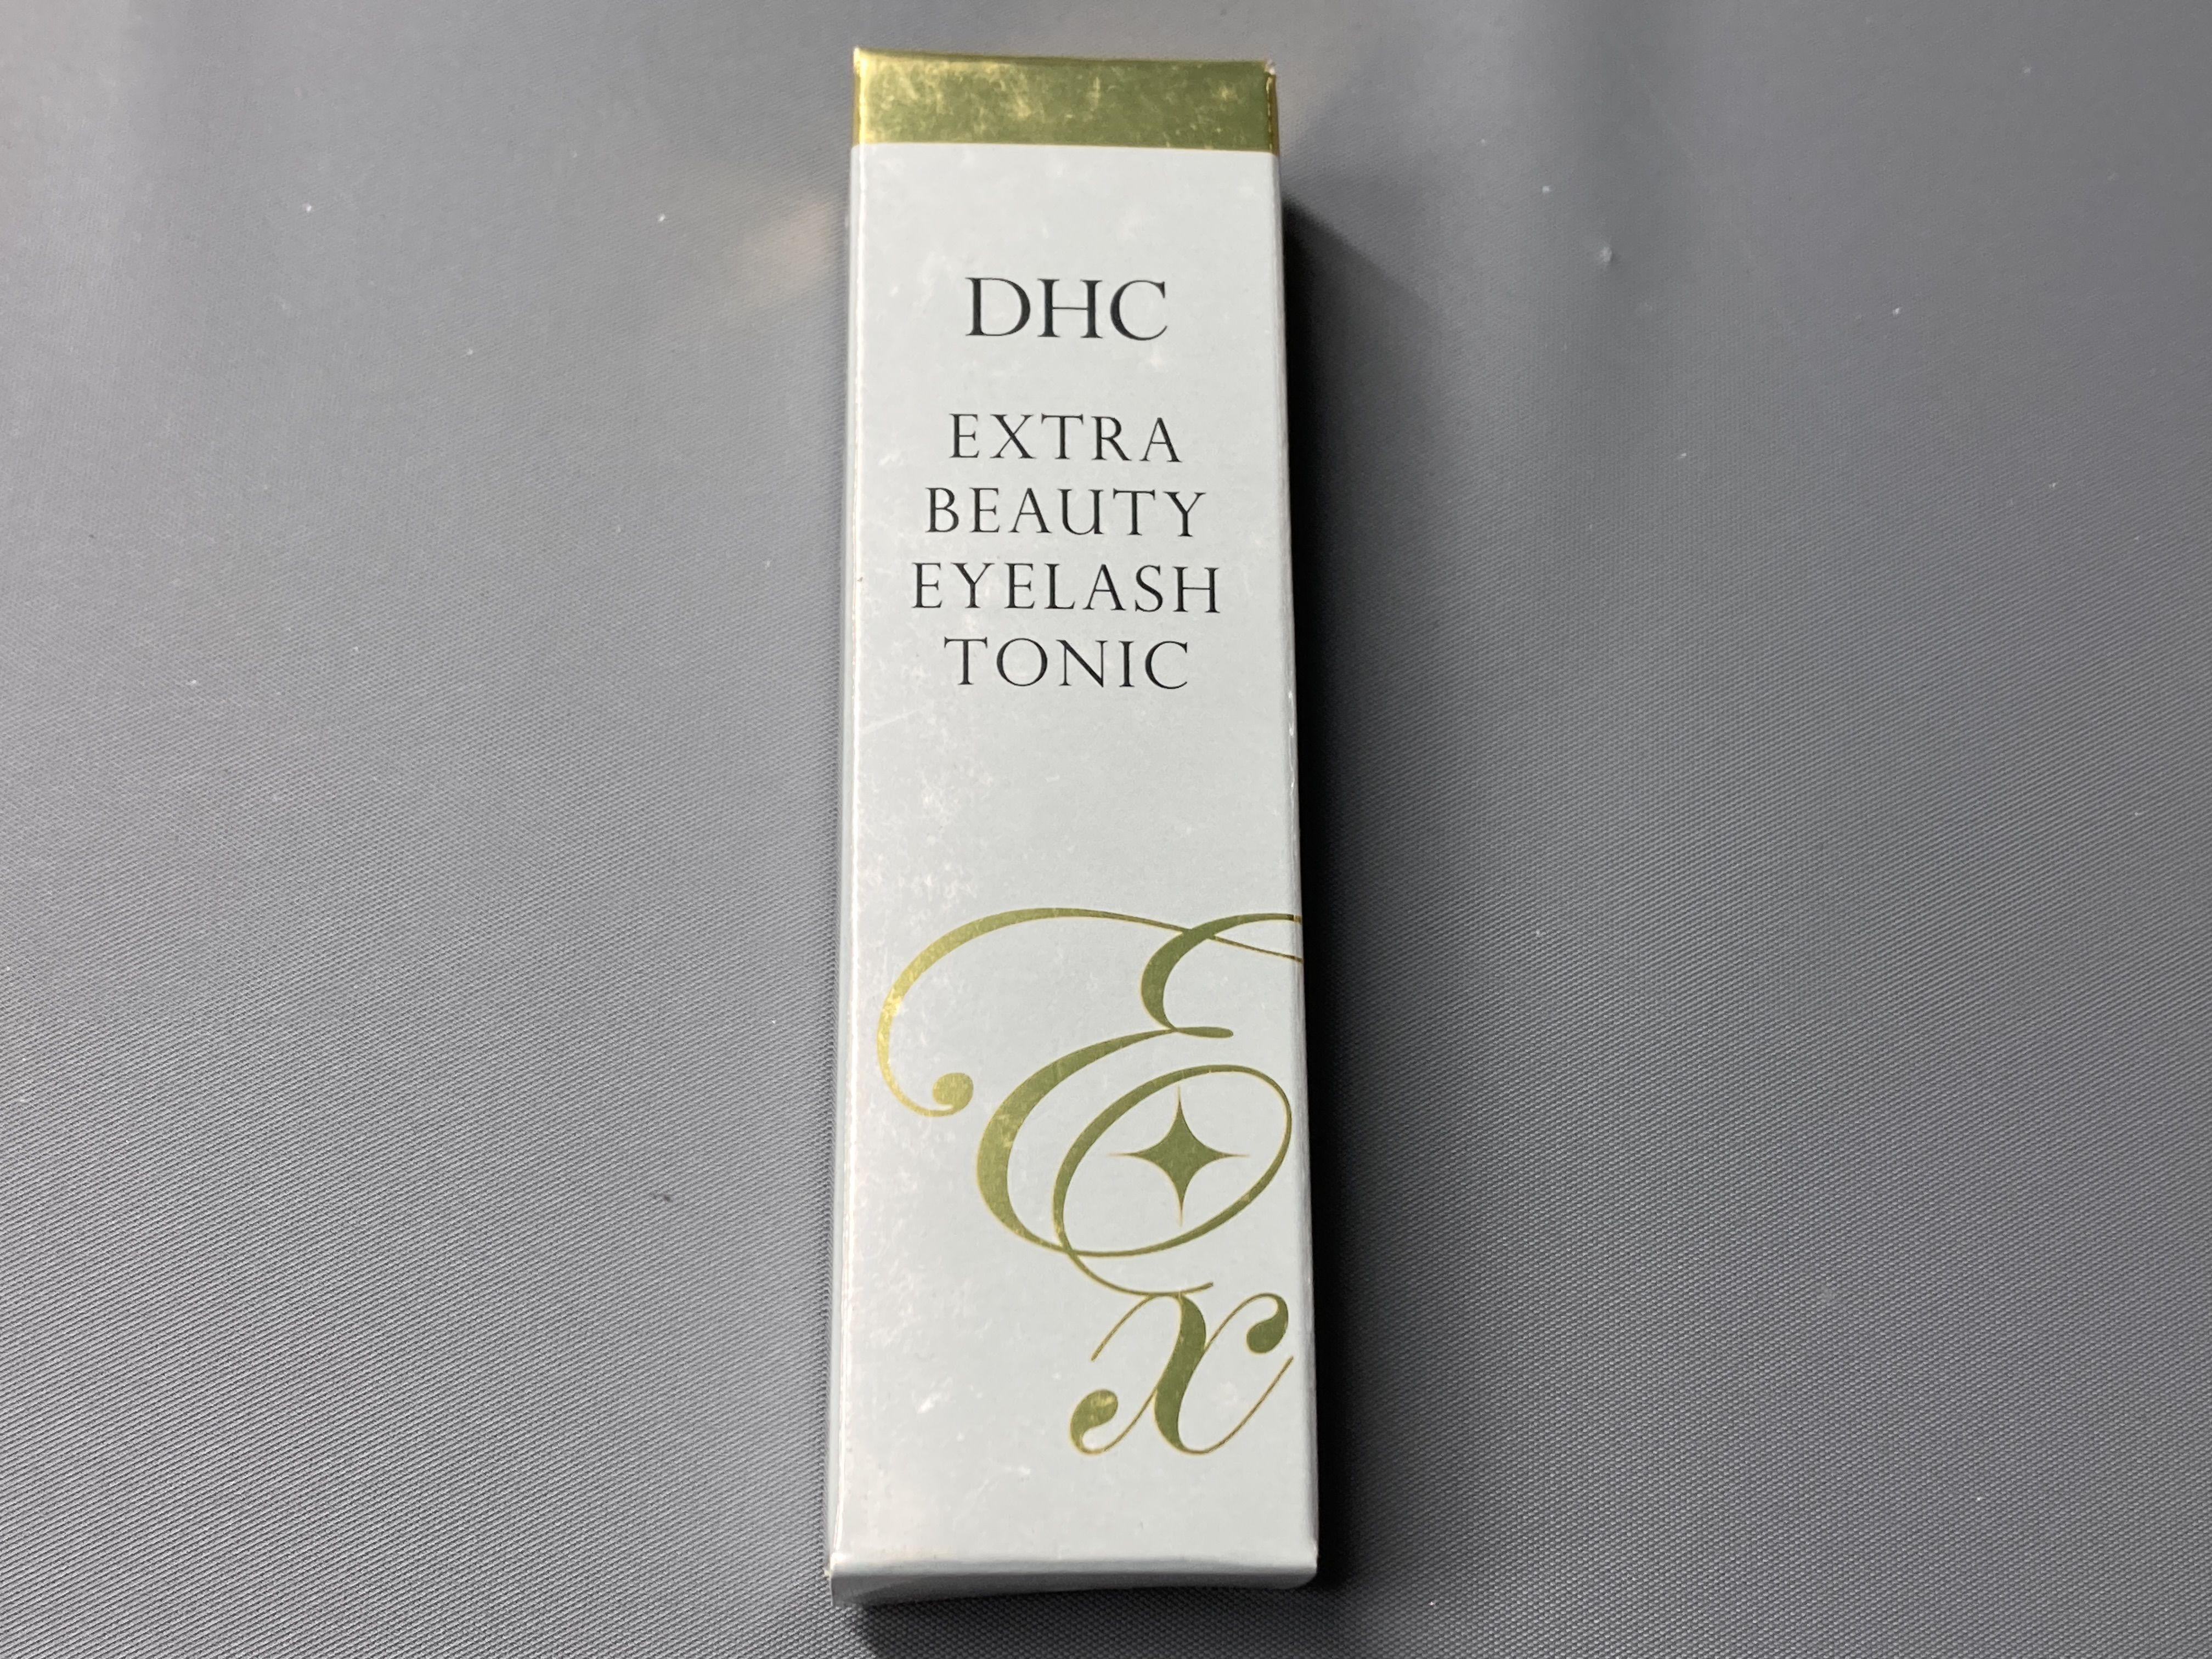 DHC
EXTRA
BEAUTY
EYELASH
TONIC
Ex